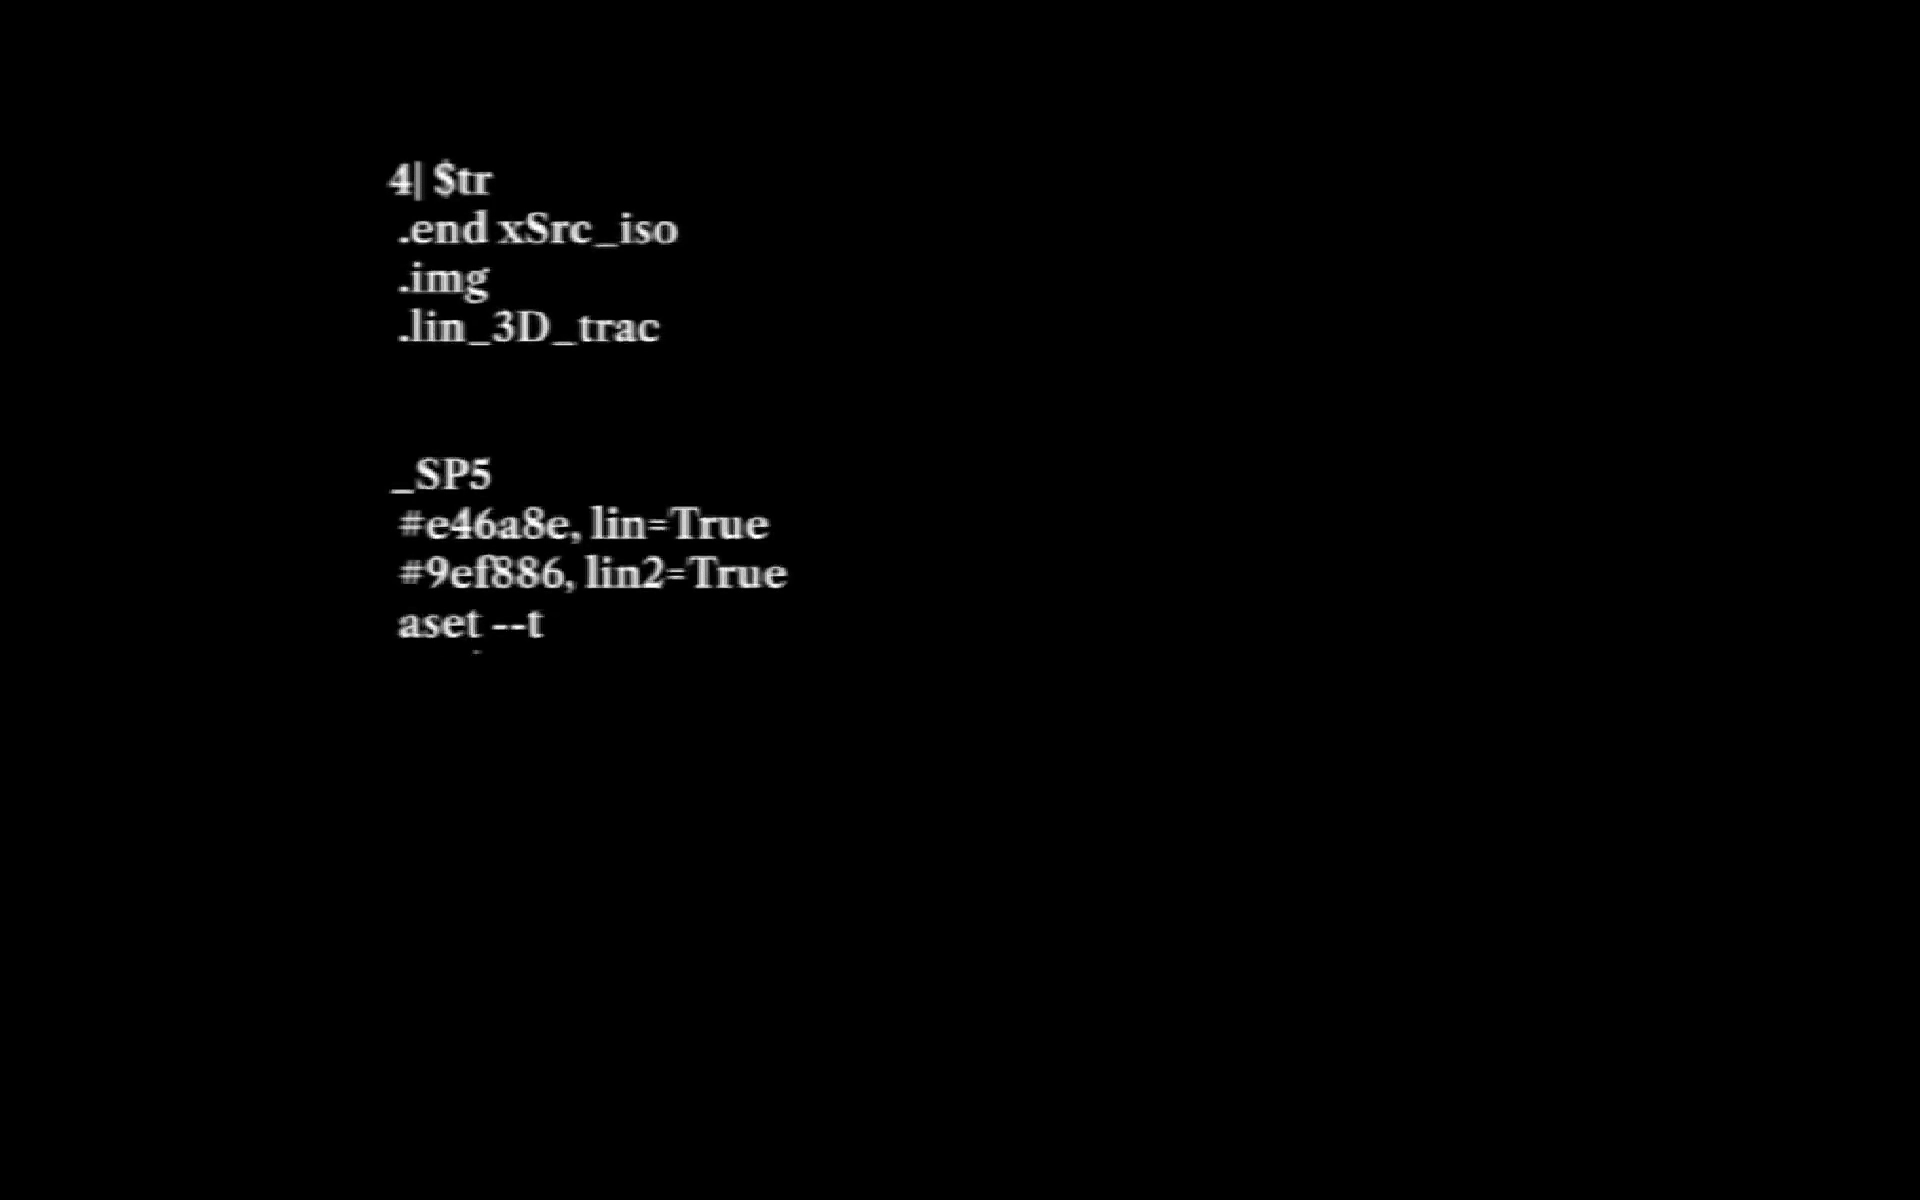 4| $tr
.end xSrc_iso
.img
.lin_3D_trac
_SP5
#e46a8e, lin=True
#9ef886, lin2=True
aset --t